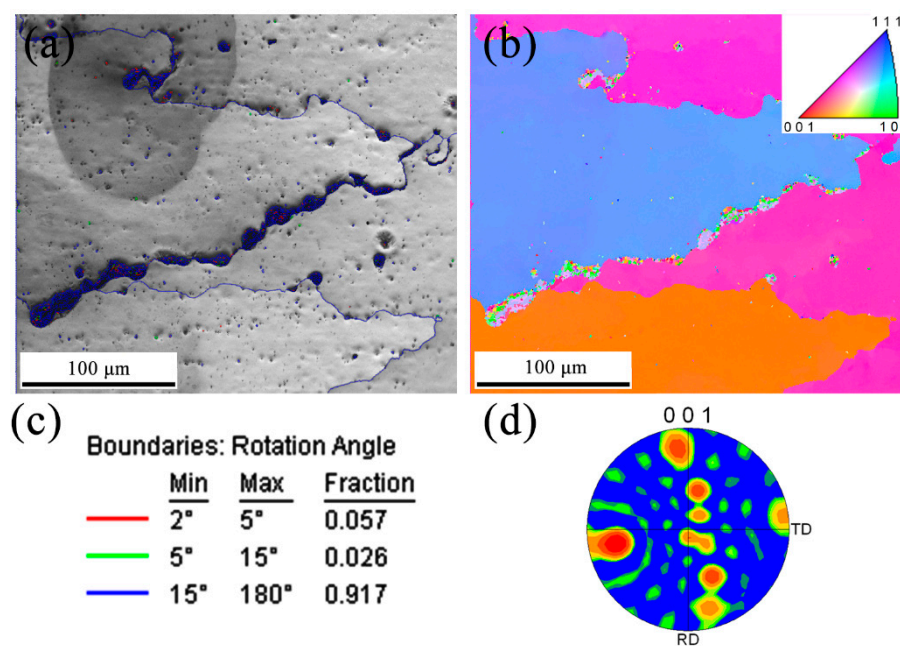 (a)
(b)
1 1 1
0 0 1
1 0
100 μm
100 μm
(c)
(d)
Boundaries: Rotation Angle
Min Max Fraction
2° 5° 0.057
5° 15° 0.026
15° 180° 0.917
0 0 1
TD
RD